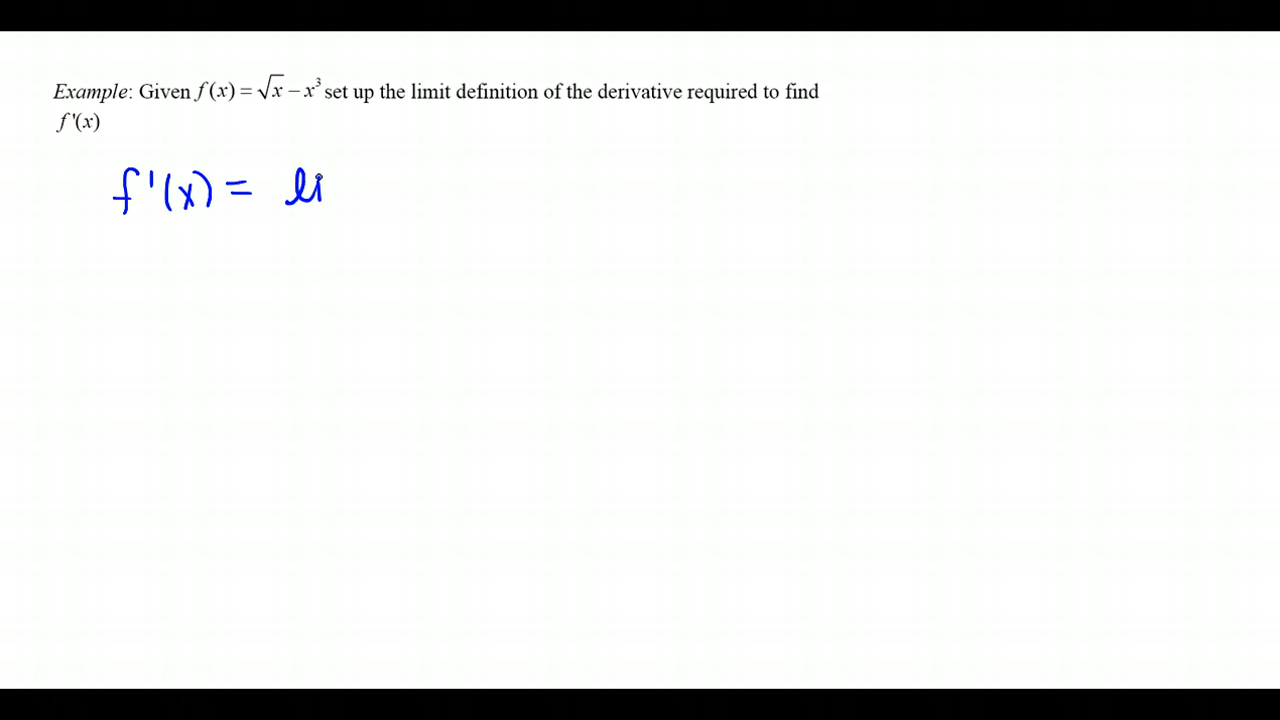 Example: Given f(x) = √x − x³ set up the limit definition of the derivative required to find
f'(x)
f'(x) = li